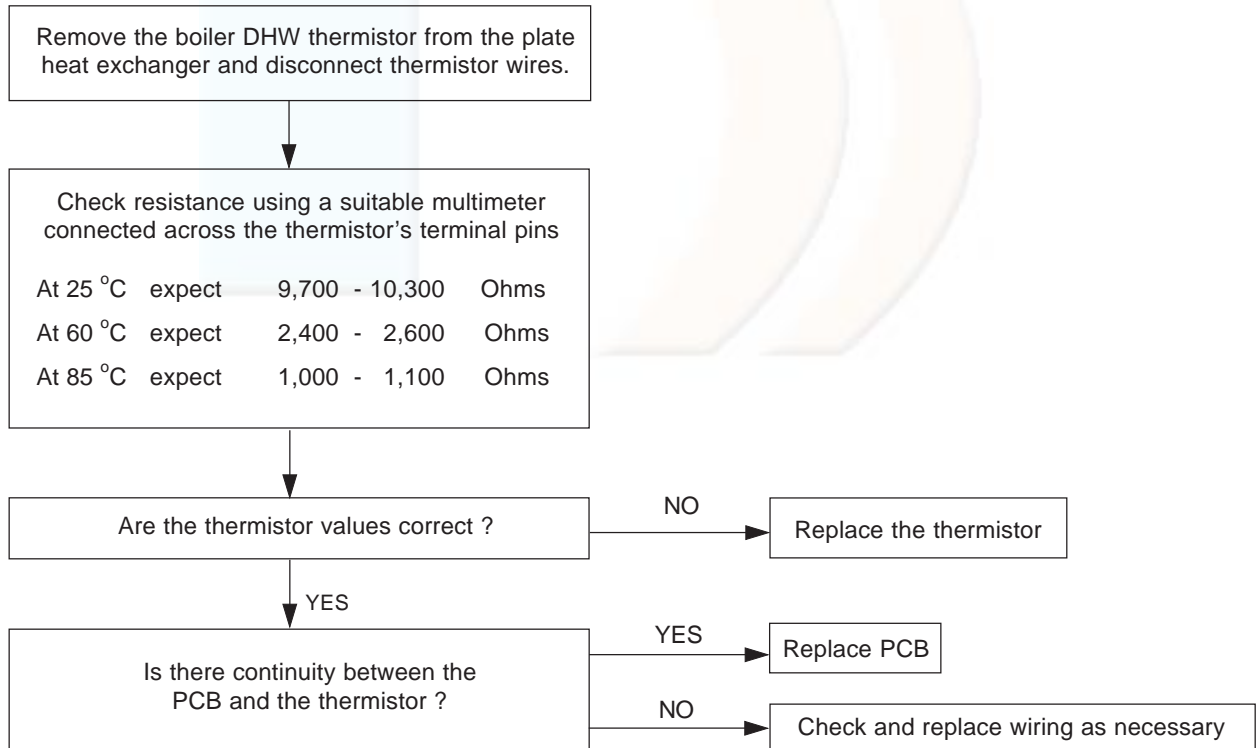 Remove the boiler DHW thermistor from the plate
heat exchanger and disconnect thermistor wires.
Check resistance using a suitable multimeter
connected across the thermistor's terminal pins
At 25 °C expect 9,700 - 10,300 Ohms
At 60 °C expect 2,400 - 2,600 Ohms
At 85 °C expect 1,000 - 1,100 Ohms
Are the thermistor values correct ?
NO
Replace the thermistor
YES
Is there continuity between the
PCB and the thermistor ?
YES
Replace PCB
NO
Check and replace wiring as necessary